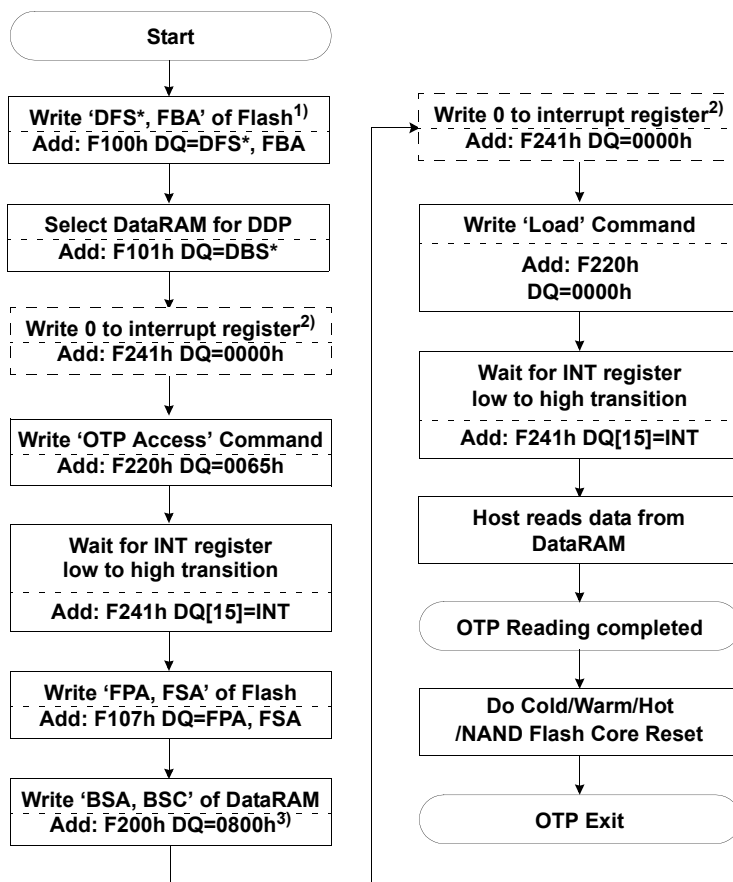 Start
Write ‘DFS*, FBA’ of Flash1)
Add: F100h DQ=DFS*, FBA
Select DataRAM for DDP
Add: F101h DQ=DBS*
Write 0 to interrupt register2)
Add: F241h DQ=0000h
Write ‘OTP Access’ Command
Add: F220h DQ=0065h
Wait for INT register
low to high transition
Add: F241h DQ[15]=INT
Write ‘FPA, FSA’ of Flash
Add: F107h DQ=FPA, FSA
Write ‘BSA, BSC’ of DataRAM
Add: F200h DQ=0800h3)
Write 0 to interrupt register2)
Add: F241h DQ=0000h
Write ‘Load’ Command
Add: F220h
DQ=0000h
Wait for INT register
low to high transition
Add: F241h DQ[15]=INT
Host reads data from
DataRAM
OTP Reading completed
Do Cold/Warm/Hot
/NAND Flash Core Reset
OTP Exit